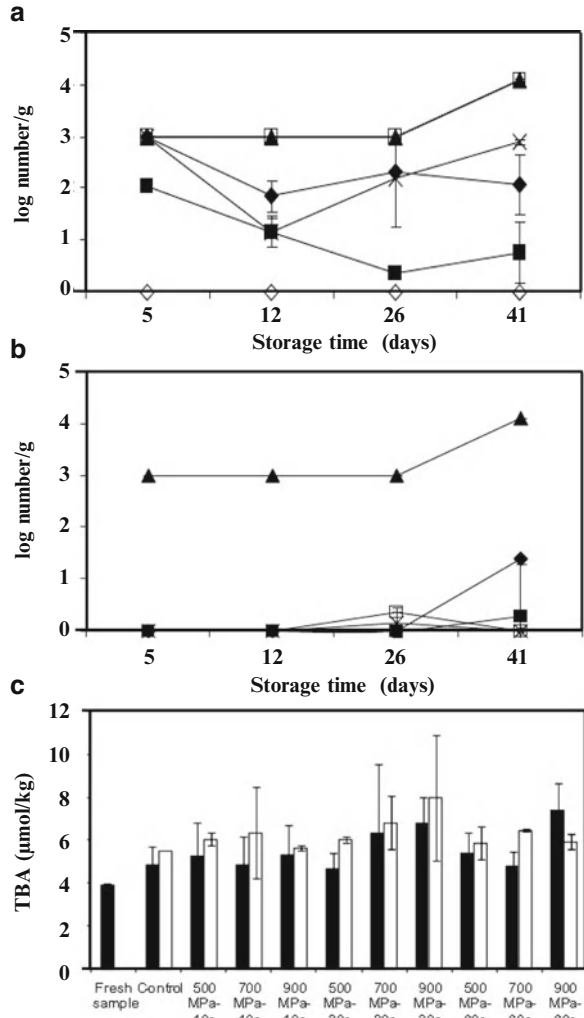 a
5
4
3
2
1
0
log number/g
5 12 26 41
Storage time (days)
b
5
4
3
2
1
0
log number/g
5 12 26 41
Storage time (days)
c
12
10
8
6
4
2
0
TBA (µmol/kg)
Fresh Control 500 700 900 500 700 900 500 700 900
sample MPa- MPa- MPa- MPa- MPa- MPa- MPa- MPa- MPa-